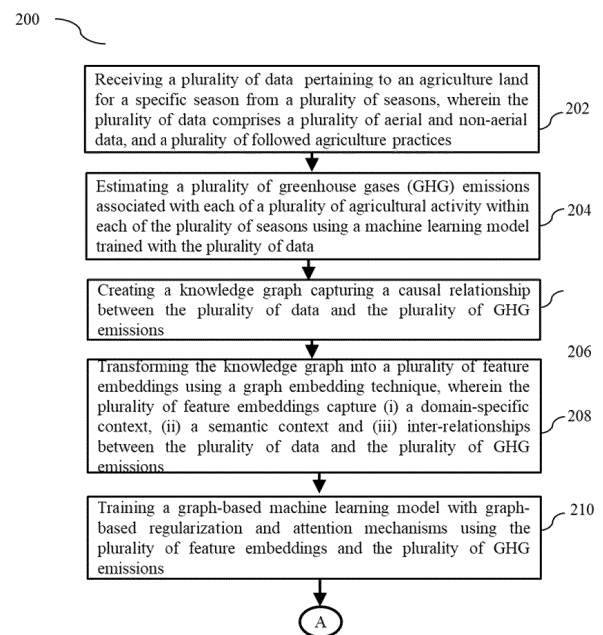 200
Receiving a plurality of data pertaining to an agriculture land
for a specific season from a plurality of seasons, wherein the
plurality of data comprises a plurality of aerial and non-aerial
data, and a plurality of followed agriculture practices
202
Estimating a plurality of greenhouse gases (GHG) emissions
associated with each of a plurality of agricultural activity within
each of the plurality of seasons using a machine learning model
trained with the plurality of data
204
Creating a knowledge graph capturing a causal relationship
between the plurality of data and the plurality of GHG
emissions
206
Transforming the knowledge graph into a plurality of feature
embeddings using a graph embedding technique, wherein the
plurality of feature embeddings capture (i) a domain-specific
context, (ii) a semantic context and (iii) inter-relationships
between the plurality of data and the plurality of GHG
emissions
208
Training a graph-based machine learning model with graph-
based regularization and attention mechanisms using the
plurality of feature embeddings and the plurality of GHG
emissions
210
A